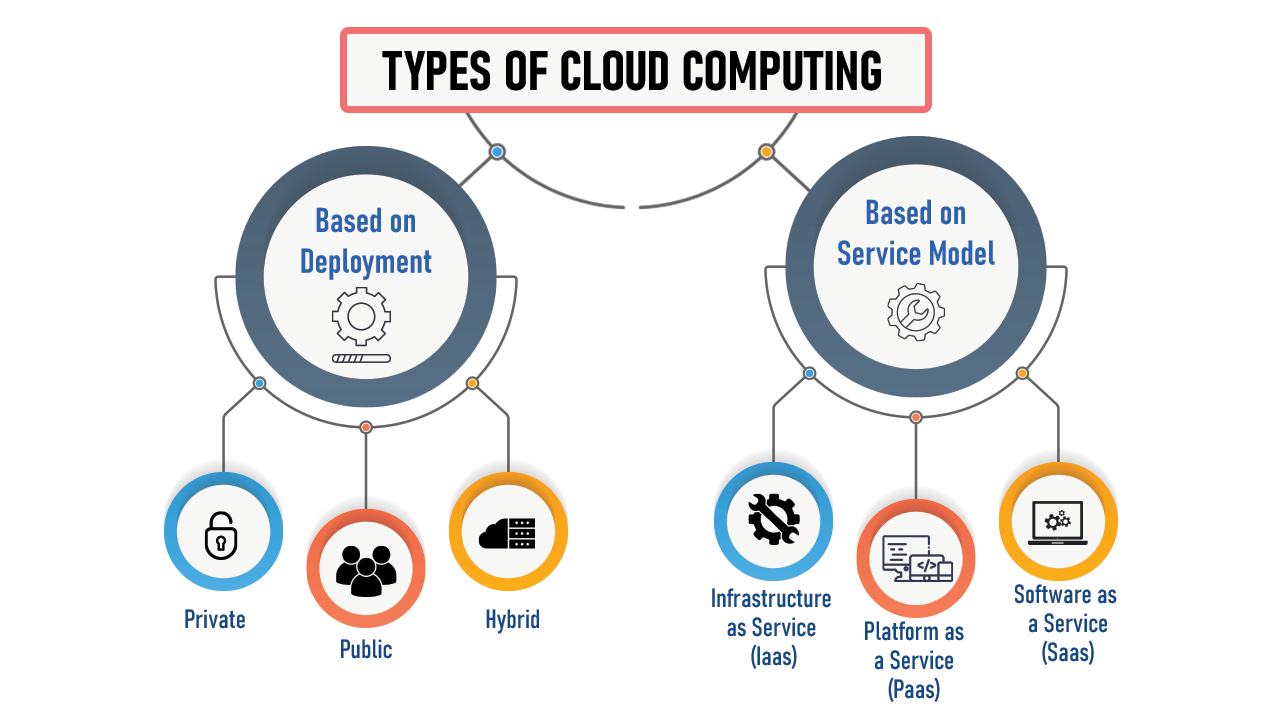 TYPES OF CLOUD COMPUTING
Based on
Deployment
Private
Public
Hybrid
Based on
Service Model
Infrastructure
as Service
(Iaas)
Platform as
a Service
(Paas)
Software as
a Service
(Saas)